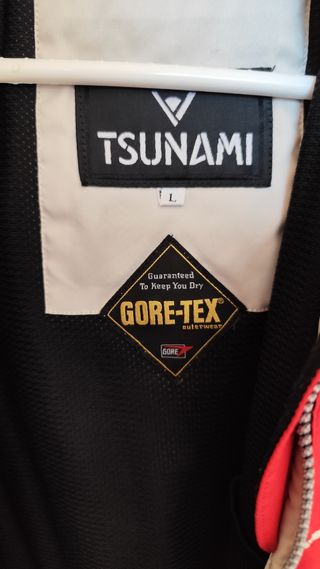 TSUNAMI
L
Guaranteed
To Keep You Dry
GORE-TEX®
outerwear
GORE